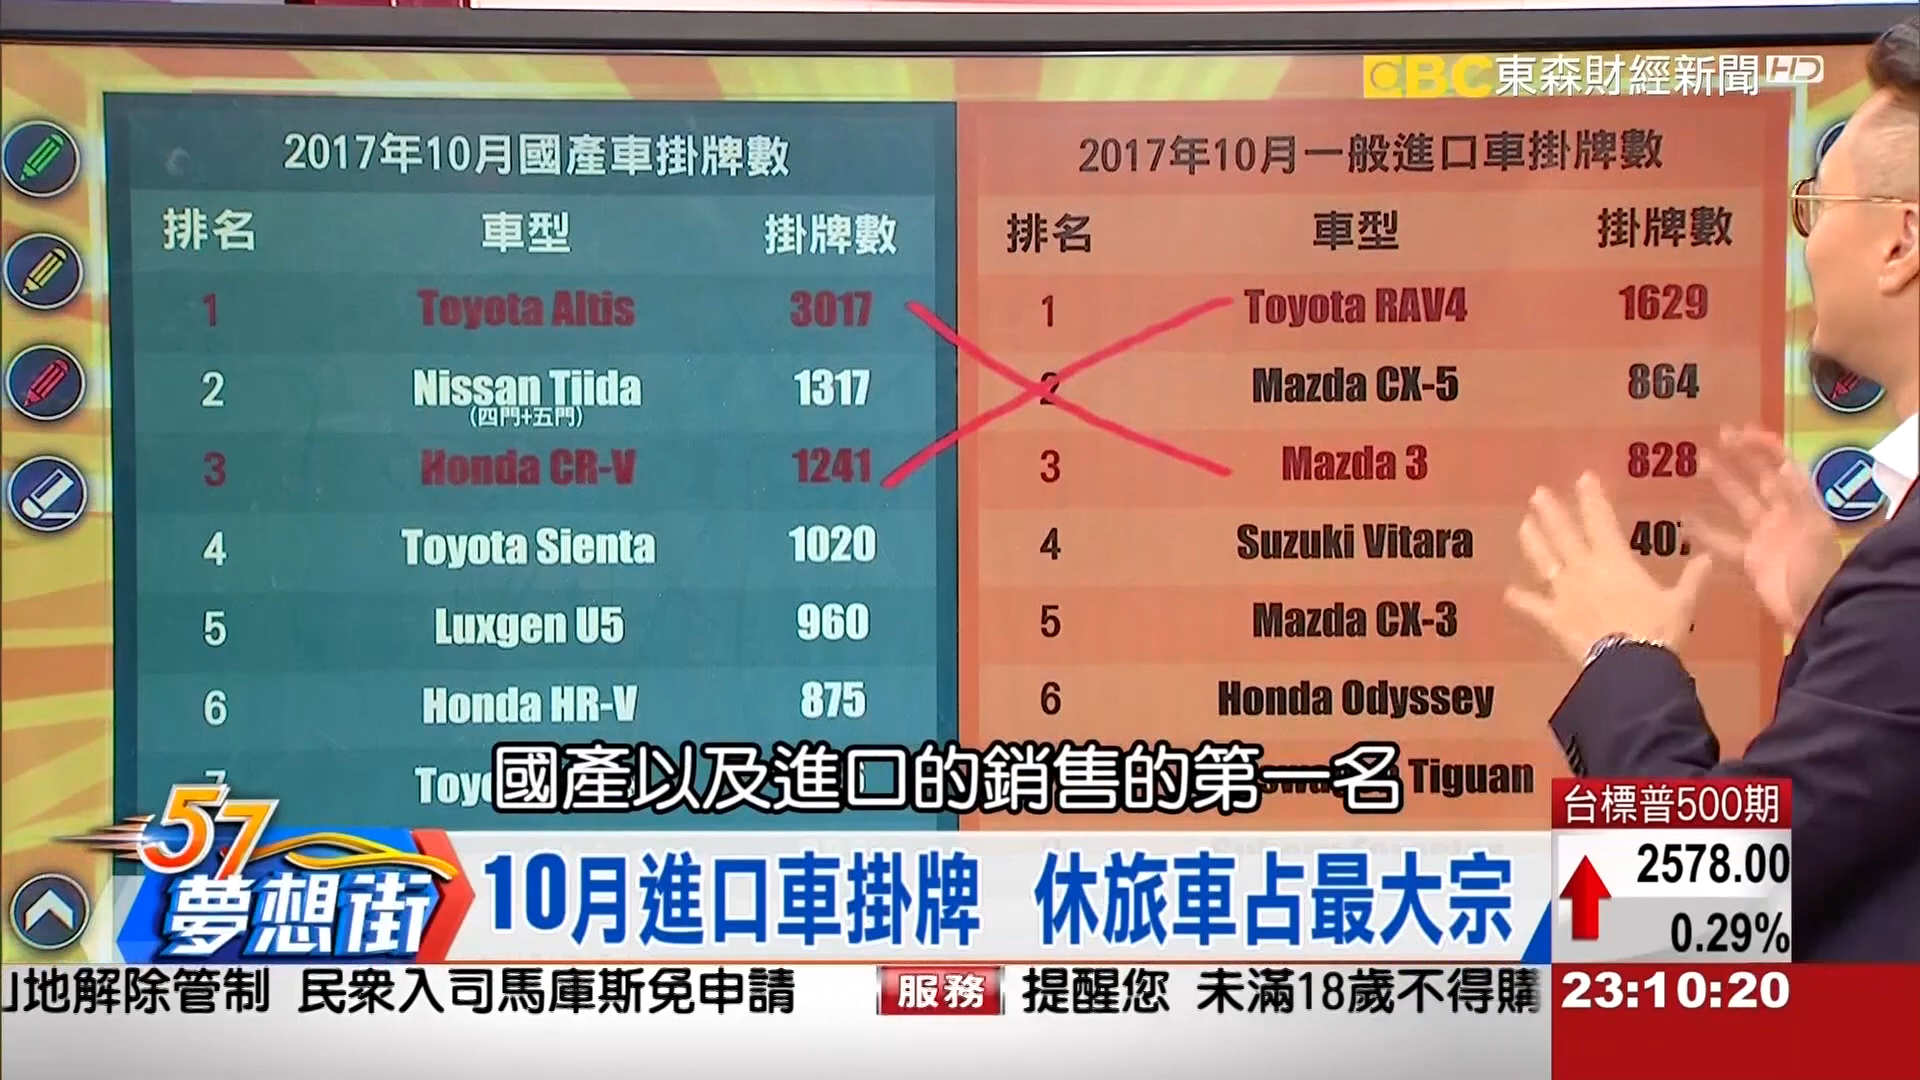 EBC東森財經新聞HD
2017年10月國產車掛牌數
排名 車型 掛牌數
1 Toyota Altis 3017
2 Nissan Tiida 1317
(四門+五門)
3 Honda CR-V 1241
4 Toyota Sienta 1020
5 Luxgen U5 960
6 Honda HR-V 875
7
2017年10月一般進口車掛牌數
排名 車型 掛牌數
1 Toyota RAV4 1629
2 Mazda CX-5 864
3 Mazda 3 828
4 Suzuki Vitara
5 Mazda CX-3
6 Honda Odyssey
Tiguan
國產以及進口的銷售的第一名
57夢想街
10月進口車掛牌 休旅車占最大宗
台標普500期
2578.00
0.29%
地解除管制 民眾入司馬庫斯免申請 服務 提醒您 未滿18歲不得購
23:10:20